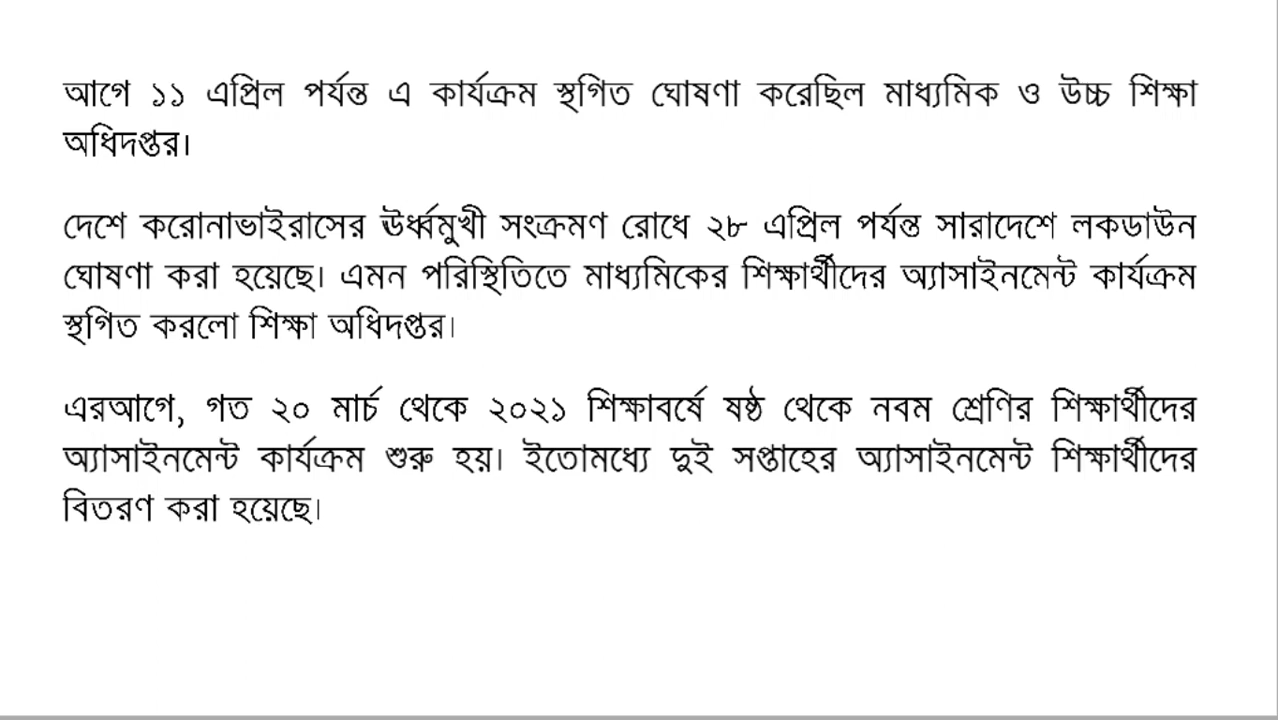 আগে ১১ এপ্রিল পর্যন্ত এ কার্যক্রম স্থগিত ঘোষণা করেছিল মাধ্যমিক ও উচ্চ শিক্ষা
অধিদপ্তর।
দেশে করোনাভাইরাসের ঊর্ধ্বমুখী সংক্রমণ রোধে ২৮ এপ্রিল পর্যন্ত সারাদেশে লকডাউন
ঘোষণা করা হয়েছে। এমন পরিস্থিতিতে মাধ্যমিকের শিক্ষার্থীদের অ্যাসাইনমেন্ট কার্যক্রম
স্থগিত করলো শিক্ষা অধিদপ্তর।
এরআগে, গত ২০ মার্চ থেকে ২০২১ শিক্ষাবর্ষে ষষ্ঠ থেকে নবম শ্রেণির শিক্ষার্থীদের
অ্যাসাইনমেন্ট কার্যক্রম শুরু হয়। ইতোমধ্যে দুই সপ্তাহের অ্যাসাইনমেন্ট শিক্ষার্থীদের
বিতরণ করা হয়েছে।